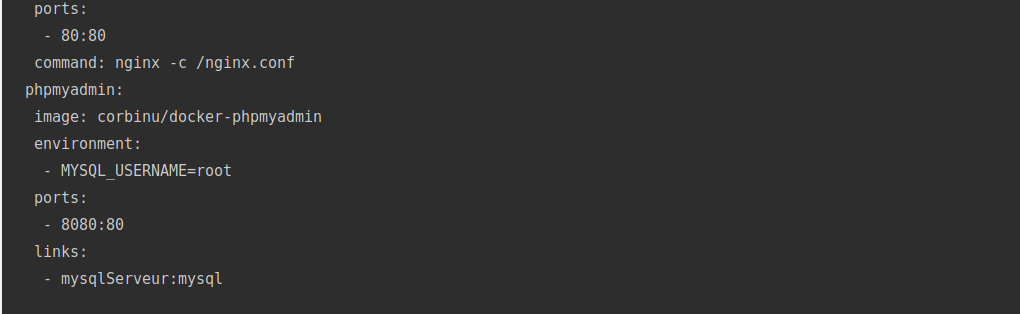 ports:
- 80:80
command: nginx -c /nginx.conf
phpmyadmin:
image: corbinu/docker-phpmyadmin
environment:
- MYSQL_USERNAME=root
ports:
- 8080:80
links:
- mysqlServeur:mysql